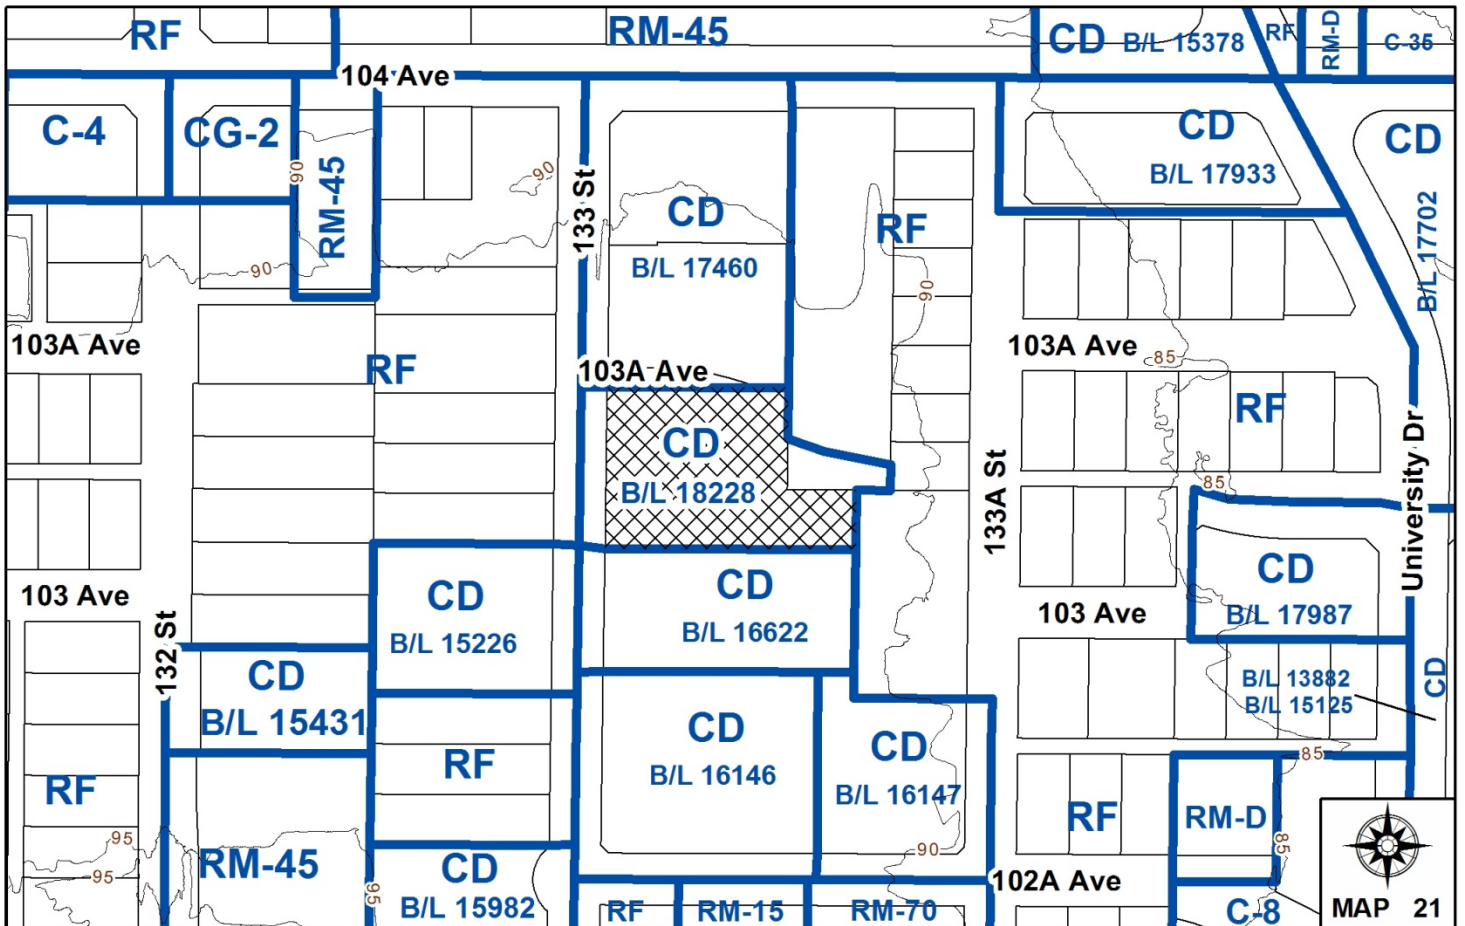 RF
RM-45
CD B/L 15378
RF
RM-D
C-35
104 Ave
C-4
CG-2
RM-45
90
90
90
133 St
CD
B/L 17460
RF
90
CD
B/L 17933
CD
B/L 17702
103A Ave
RF
103A Ave
103A Ave
85
RF
University Dr
CD
B/L 18228
133A St
85
103 Ave
132 St
CD
B/L 15226
CD
B/L 16622
103 Ave
CD
B/L 17987
CD
B/L 15431
B/L 13882
B/L 15125
CD
RF
RF
CD
B/L 16146
CD
B/L 16147
RF
RM-D
85
85
95
95
RM-45
95
CD
B/L 15982
90
102A Ave
RF
RM-15
RM-70
C-8
MAP 21